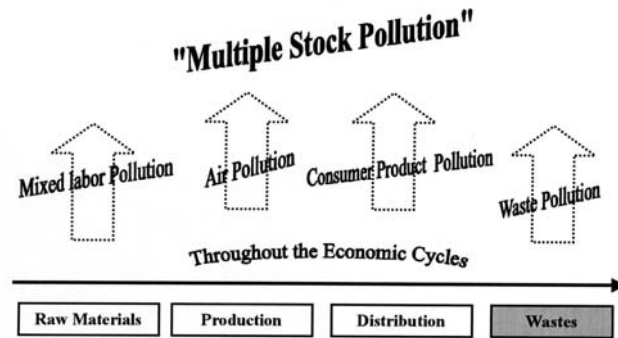 "Multiple Stock Pollution"
Mixed labor Pollution
Air Pollution
Consumer Product Pollution
Waste Pollution
Throughout the Economic Cycles
Raw Materials
Production
Distribution
Wastes